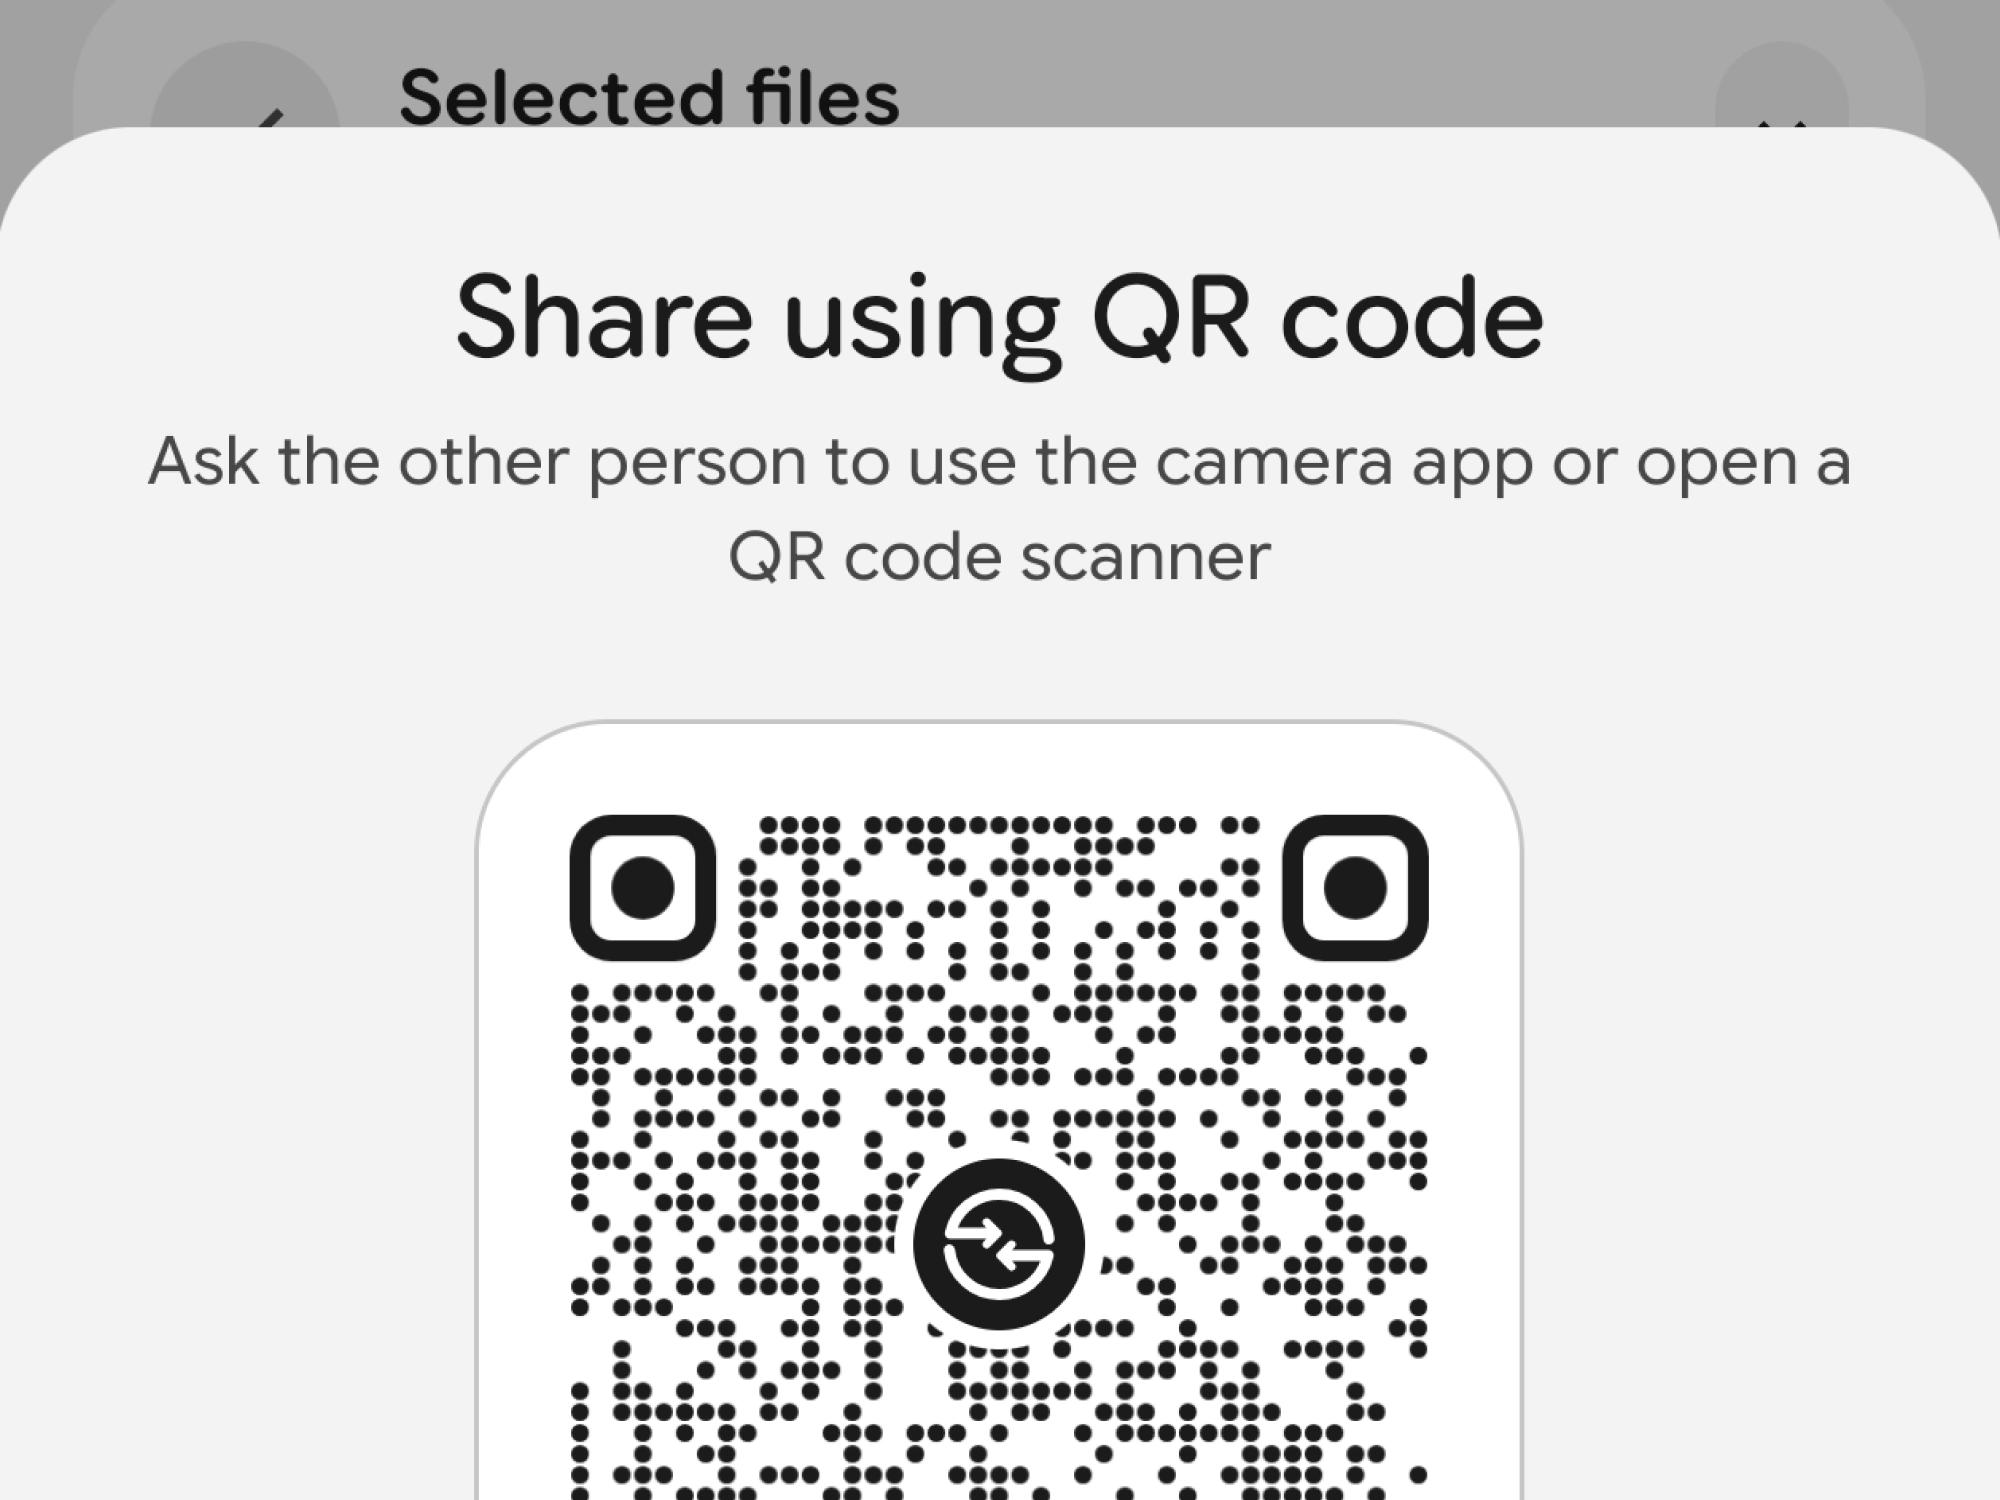 Selected files
Share using QR code
Ask the other person to use the camera app or open a
QR code scanner